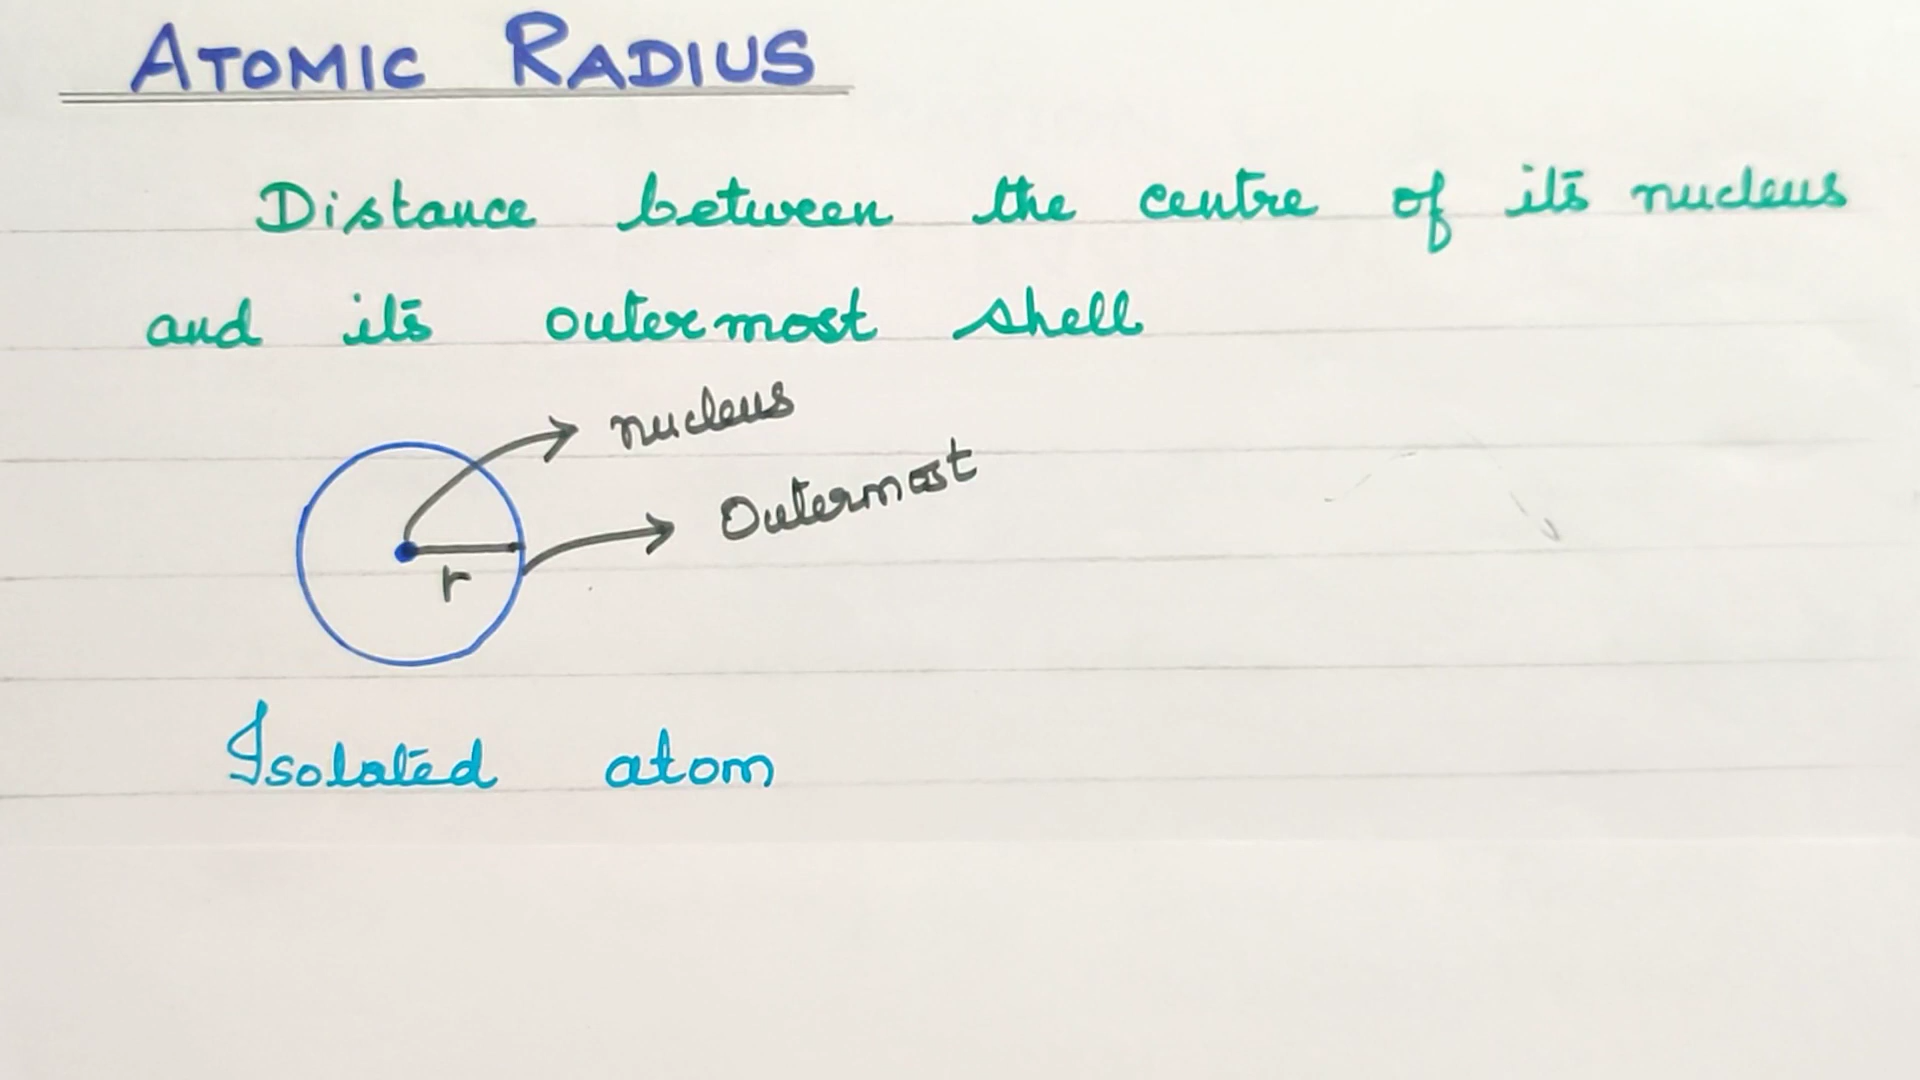 ATOMIC RADIUS
Distance between the centre of its nucleus
and its outermost shell
nucleus
Outermost
r
Isolated atom